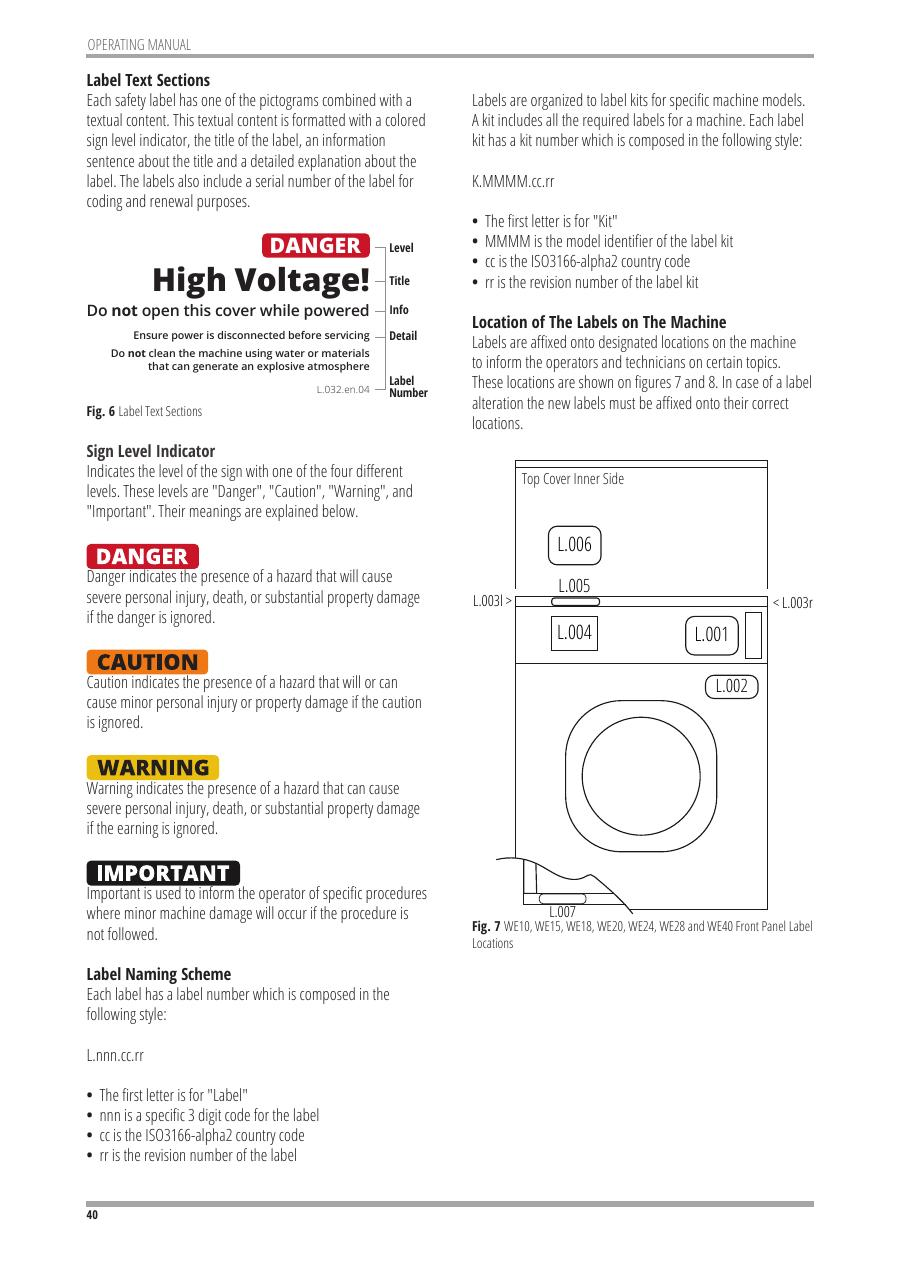 OPERATING MANUAL
Label Text Sections
Each safety label has one of the pictograms combined with a
textual content. This textual content is formatted with a colored
sign level indicator, the title of the label, an information
sentence about the title and a detailed explanation about the
label. The labels also include a serial number of the label for
coding and renewal purposes.
DANGER
Level
High Voltage!
Title
Do not open this cover while powered
Info
Ensure power is disconnected before servicing
Detail
Do not clean the machine using water or materials
that can generate an explosive atmosphere
L.032.en.04
Label
Number
Fig. 6 Label Text Sections
Sign Level Indicator
Indicates the level of the sign with one of the four different
levels. These levels are "Danger", "Caution", "Warning", and
"Important". Their meanings are explained below.
DANGER
Danger indicates the presence of a hazard that will cause
severe personal injury, death, or substantial property damage
if the danger is ignored.
CAUTION
Caution indicates the presence of a hazard that will or can
cause minor personal injury or property damage if the caution
is ignored.
WARNING
Warning indicates the presence of a hazard that can cause
severe personal injury, death, or substantial property damage
if the earning is ignored.
IMPORTANT
Important is used to inform the operator of specific procedures
where minor machine damage will occur if the procedure is
not followed.
Label Naming Scheme
Each label has a label number which is composed in the
following style:
L.nnn.cc.rr
• The first letter is for "Label"
• nnn is a specific 3 digit code for the label
• cc is the ISO3166-alpha2 country code
• rr is the revision number of the label
Labels are organized to label kits for specific machine models.
A kit includes all the required labels for a machine. Each label
kit has a kit number which is composed in the following style:
K.MMMM.cc.rr
• The first letter is for "Kit"
• MMMM is the model identifier of the label kit
• cc is the ISO3166-alpha2 country code
• rr is the revision number of the label kit
Location of The Labels on The Machine
Labels are affixed onto designated locations on the machine
to inform the operators and technicians on certain topics.
These locations are shown on figures 7 and 8. In case of a label
alteration the new labels must be affixed onto their correct
locations.
Top Cover Inner Side
L.006
L.005
L.003l >
< L.003r
L.004
L.001
L.002
L.007
Fig. 7 WE10, WE15, WE18, WE20, WE24, WE28 and WE40 Front Panel Label
Locations
40